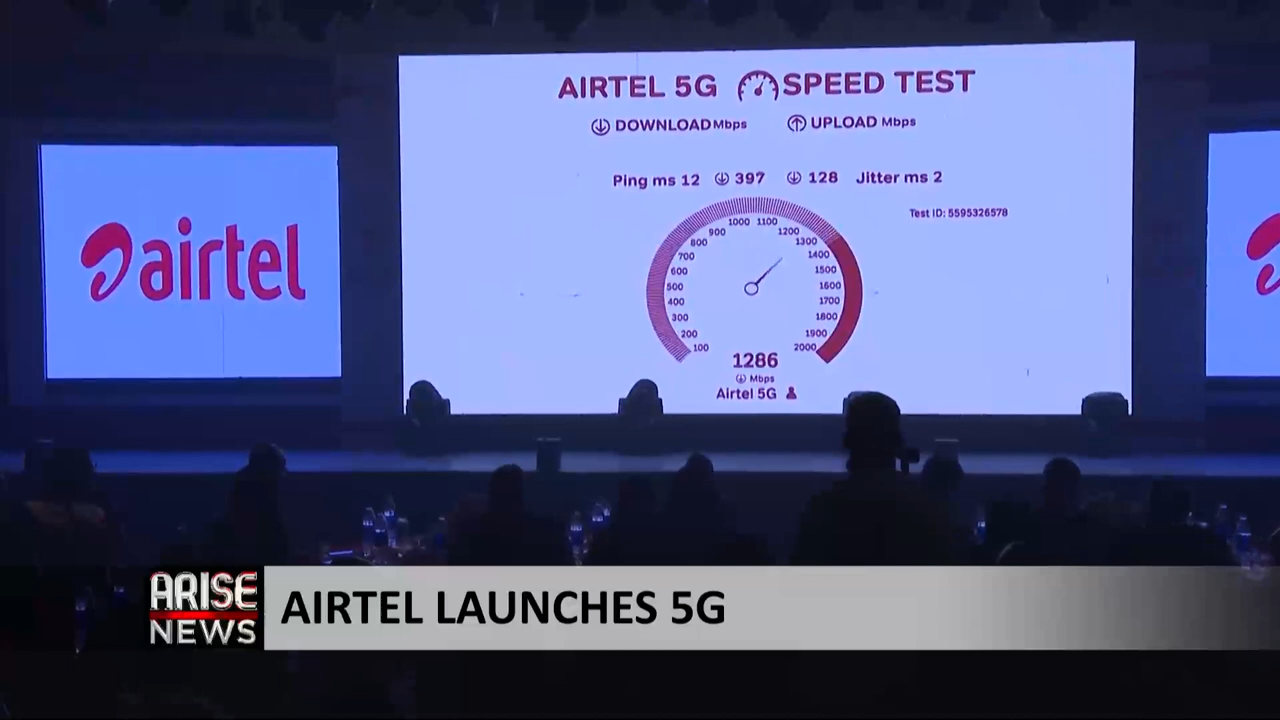 AIRTEL 5G SPEED TEST
DOWNLOAD Mbps UPLOAD Mbps
Ping ms 12 397 128 Jitter ms 2
Test ID: 5595326578
airtel
100
200
300
400
500
600
700
800
900
1000
1100
1200
1300
1400
1500
1600
1700
1800
1900
2000
1286
Mbps
Airtel 5G
ARISE
NEWS
AIRTEL LAUNCHES 5G